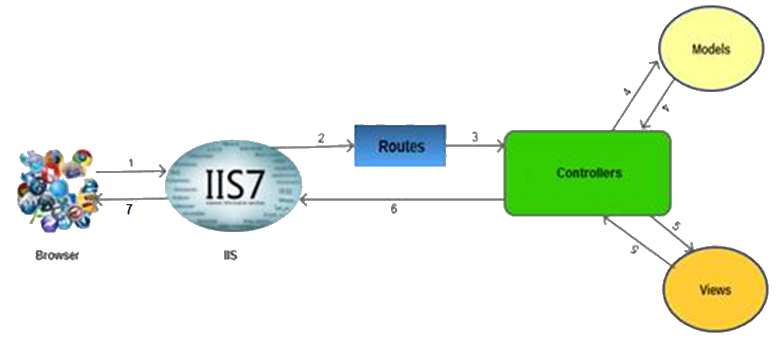 Models
4
4
1
2
Routes
3
Controllers
IIS7
7
6
5
5
Browser
IIS
Views